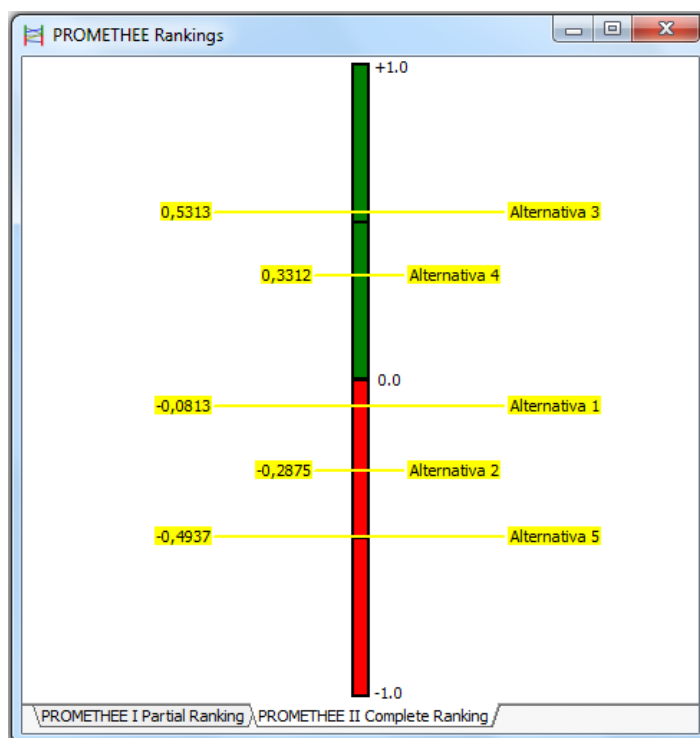 PROMETHEE Rankings
+1.0
0,5313 Alternativa 3
0,3312 Alternativa 4
0.0
-0,0813 Alternativa 1
-0,2875 Alternativa 2
-0,4937 Alternativa 5
-1.0
PROMETHEE I Partial Ranking PROMETHEE II Complete Ranking